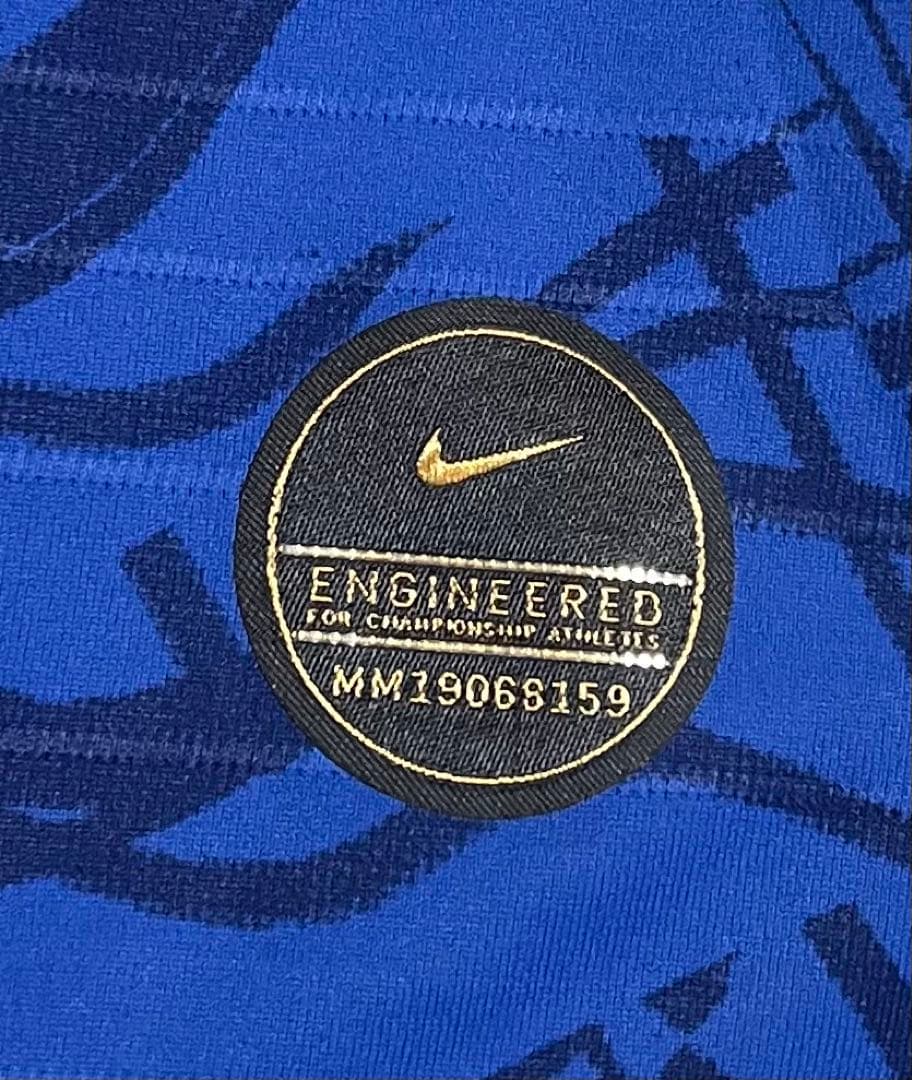 ENGINEERED
FOR CHAMPIONSHIP ATHLETES
MM19068159